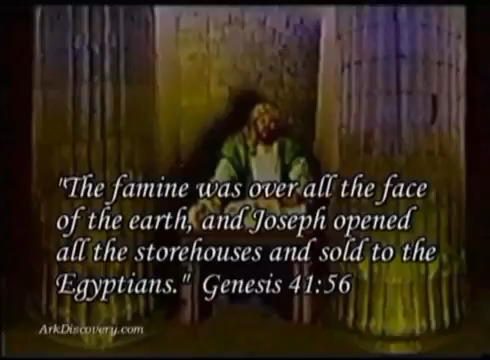 "The famine was over all the face
of the earth, and Joseph opened
all the storehouses and sold to the
Egyptians." Genesis 41:56
ArkDiscovery.com